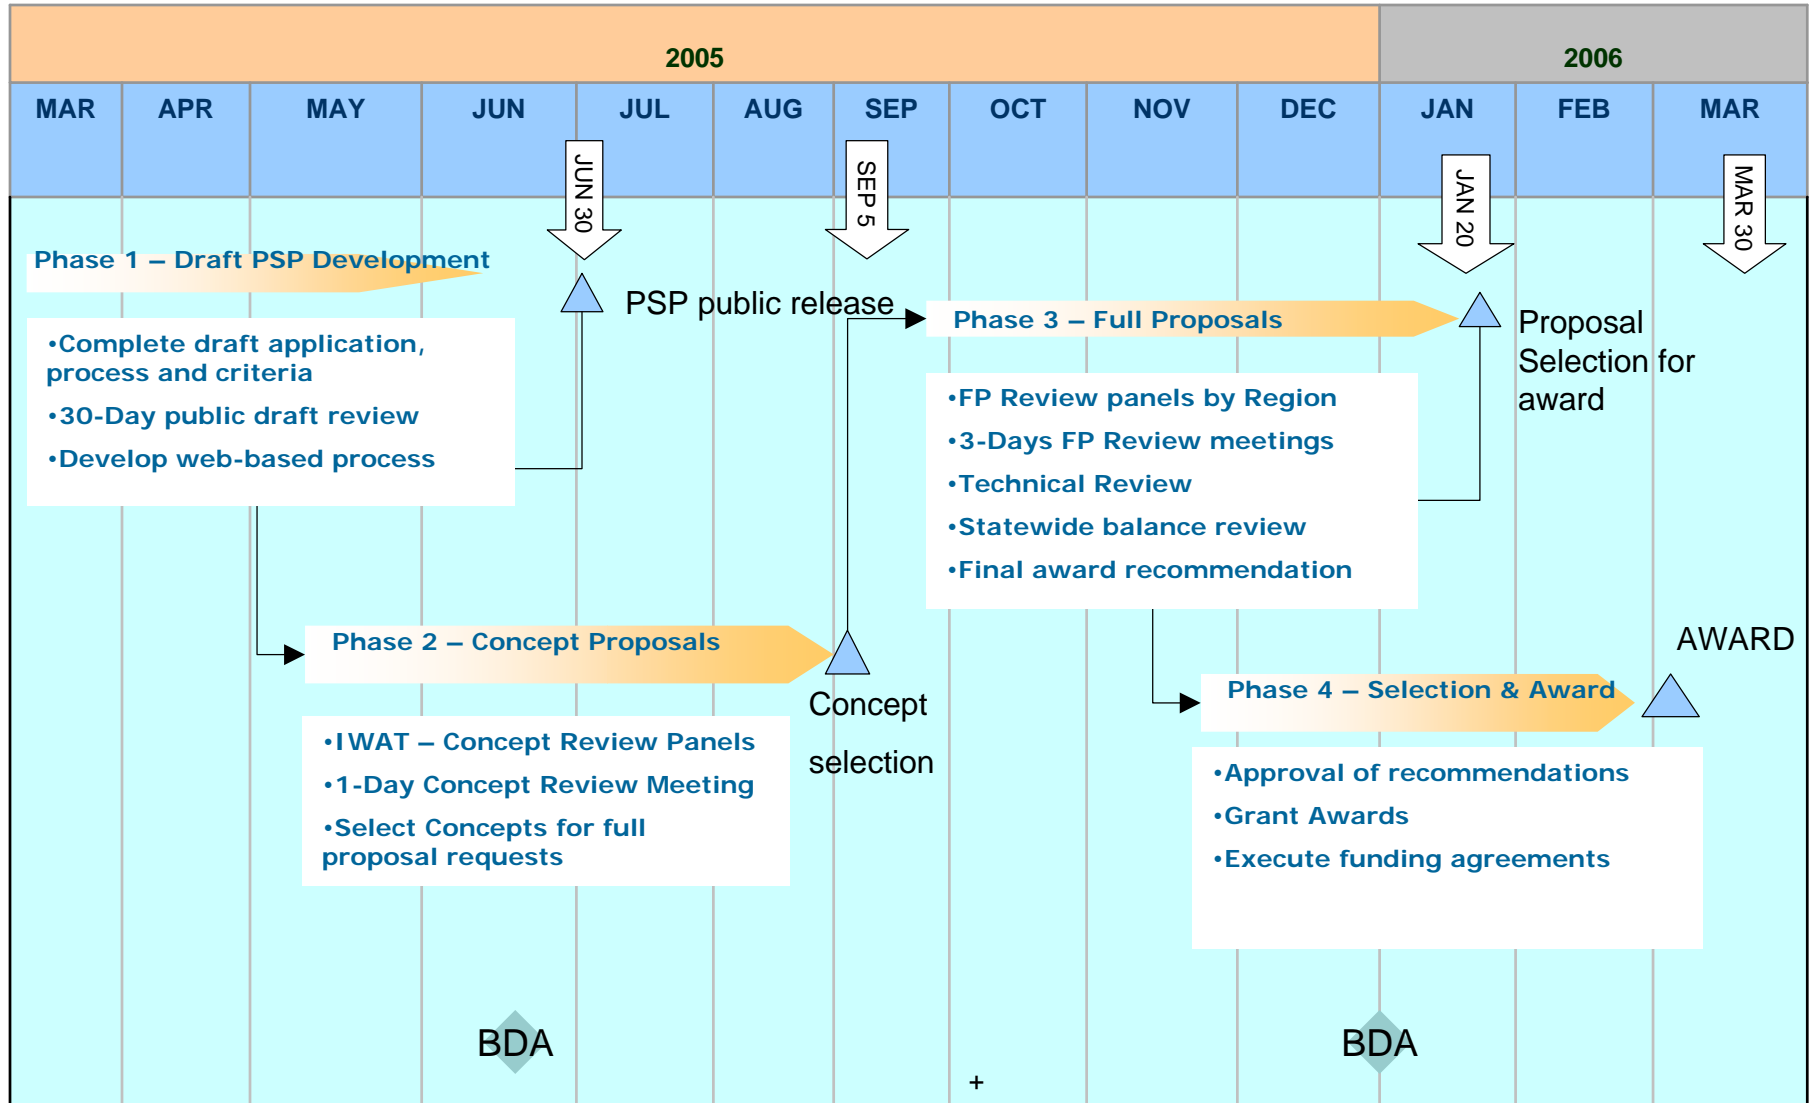 2005
2006
MAR
APR
MAY
JUN
JUL
AUG
SEP
OCT
NOV
DEC
JAN
FEB
MAR
JUN 30
SEP 5
JAN 20
MAR 30
Phase 1 – Draft PSP Development
PSP public release
•Complete draft application,
process and criteria
•30-Day public draft review
•Develop web-based process
Phase 3 – Full Proposals
Proposal
Selection for
award
•FP Review panels by Region
•3-Days FP Review meetings
•Technical Review
•Statewide balance review
•Final award recommendation
Phase 2 – Concept Proposals
Concept
selection
•IWAT – Concept Review Panels
•1-Day Concept Review Meeting
•Select Concepts for full
proposal requests
AWARD
Phase 4 – Selection & Award
•Approval of recommendations
•Grant Awards
•Execute funding agreements
BDA
BDA
+